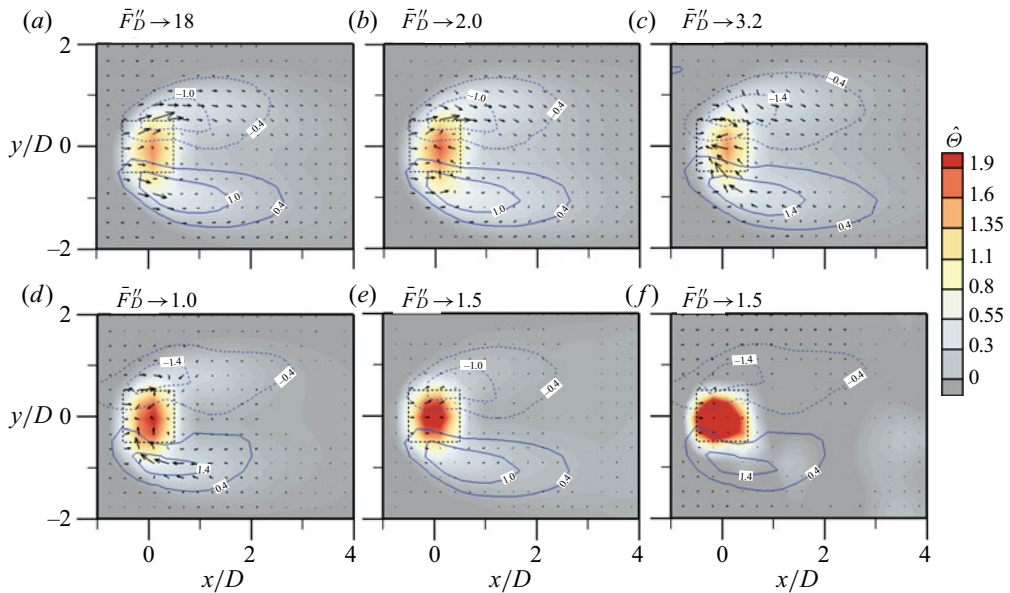 (a) F̄″_D → 18 (b) F̄″_D → 2.0 (c) F̄″_D → 3.2
2
y/D 0
−2
−1.0 −0.4 1.0 0.4
−1.0 −0.4 1.0 0.4
−0.4 −1.4 1.4 0.4
Θ̂
1.9
1.6
1.35
1.1
0.8
0.55
0.3
0
(d) F̄″_D → 1.0 (e) F̄″_D → 1.5 (f) F̄″_D → 1.5
2
y/D 0
−2
−1.4 −0.4 1.4 0.4
−1.0 −0.4 1.0 0.4
−1.4 −0.4 0.4 1.4
0 2 4 0 2 4 0 2 4
x/D x/D x/D